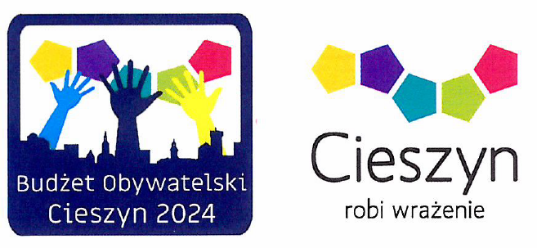 Budżet Obywatelski
Cieszyn 2024
Cieszyn
robi wrażenie